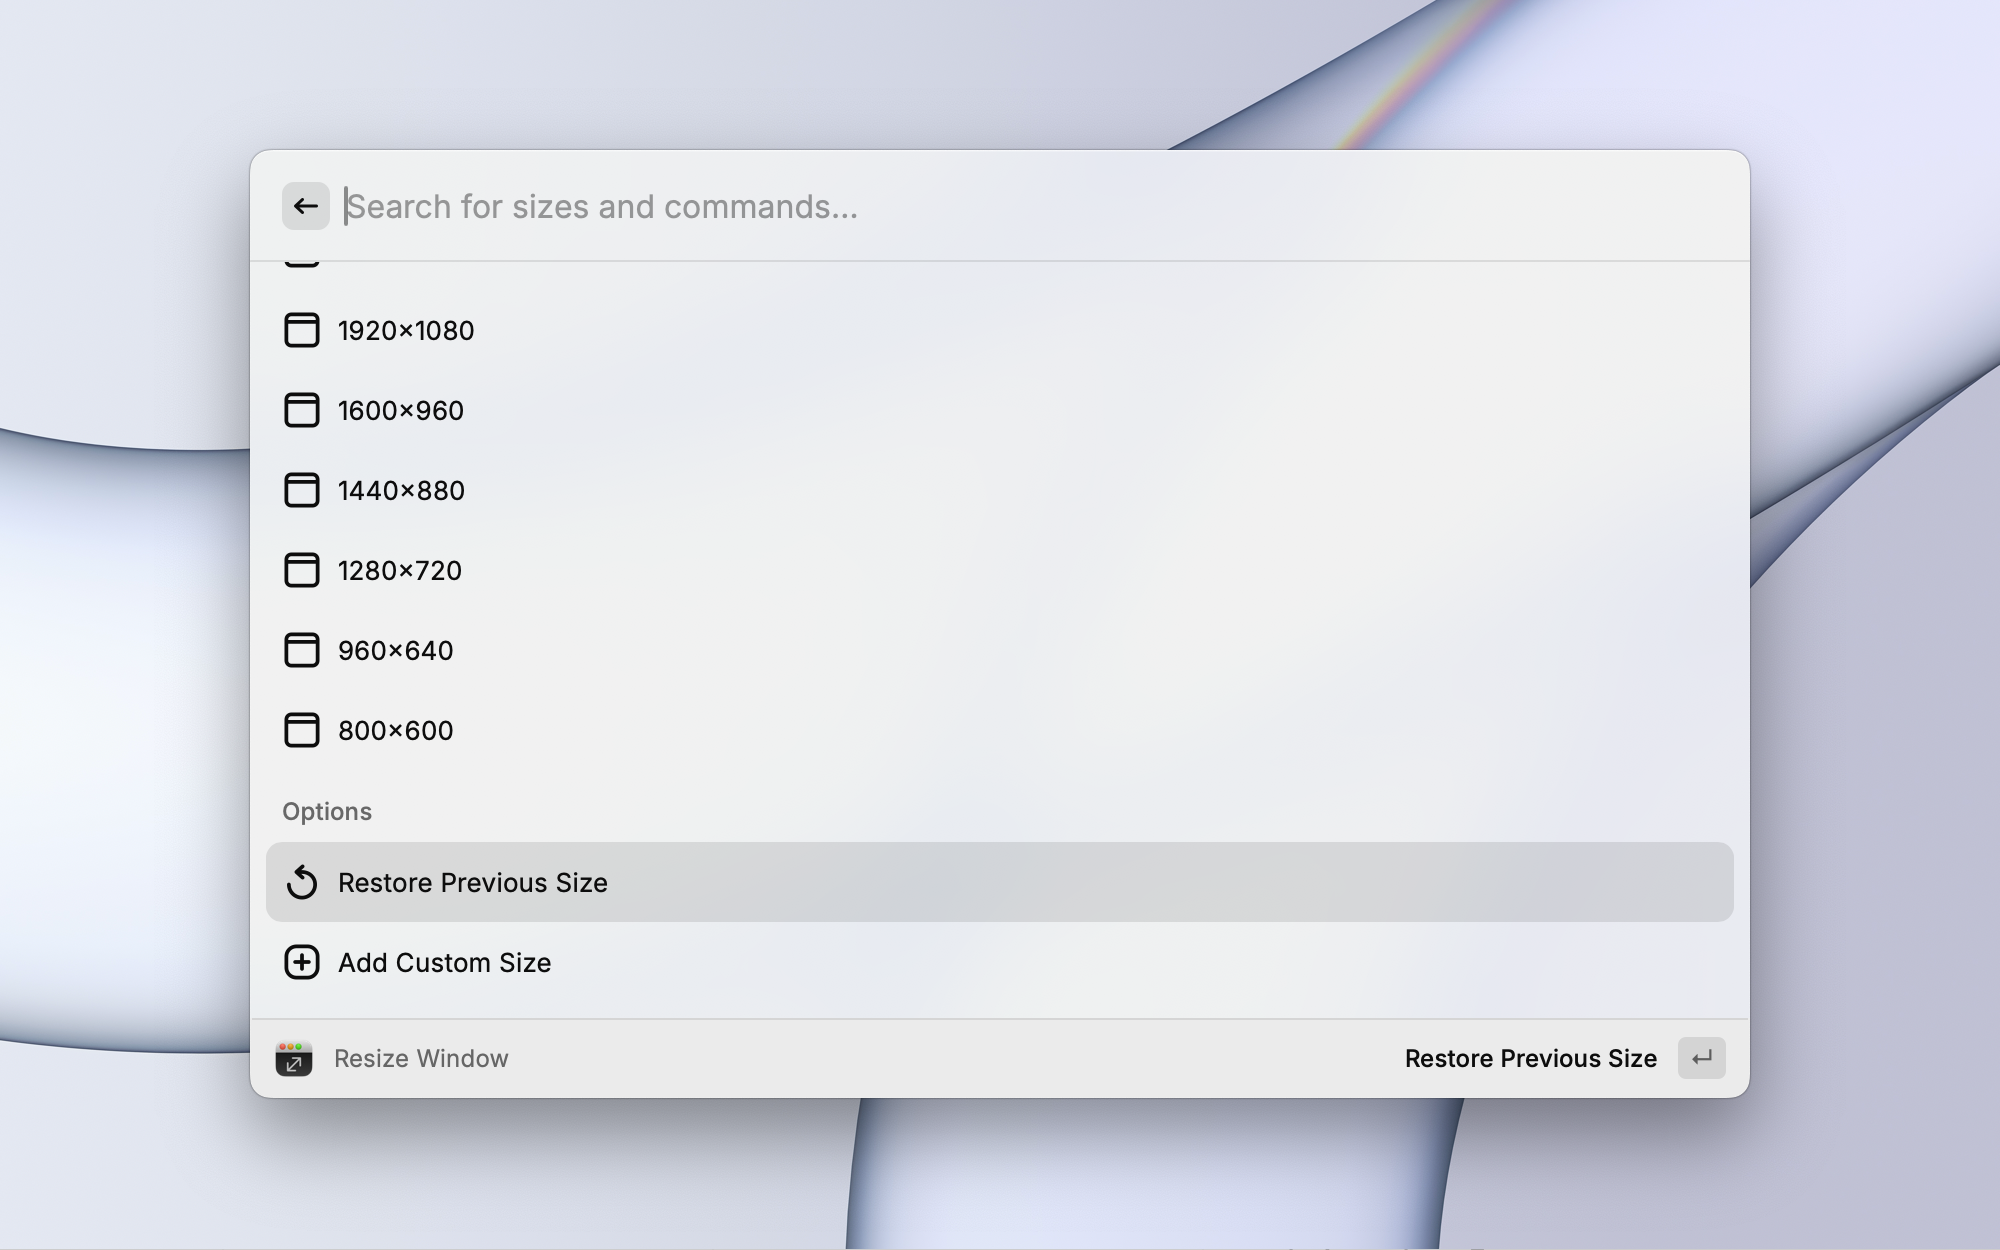 Search for sizes and commands...
1920×1080
1600×960
1440×880
1280×720
960×640
800×600
Options
Restore Previous Size
Add Custom Size
Resize Window
Restore Previous Size